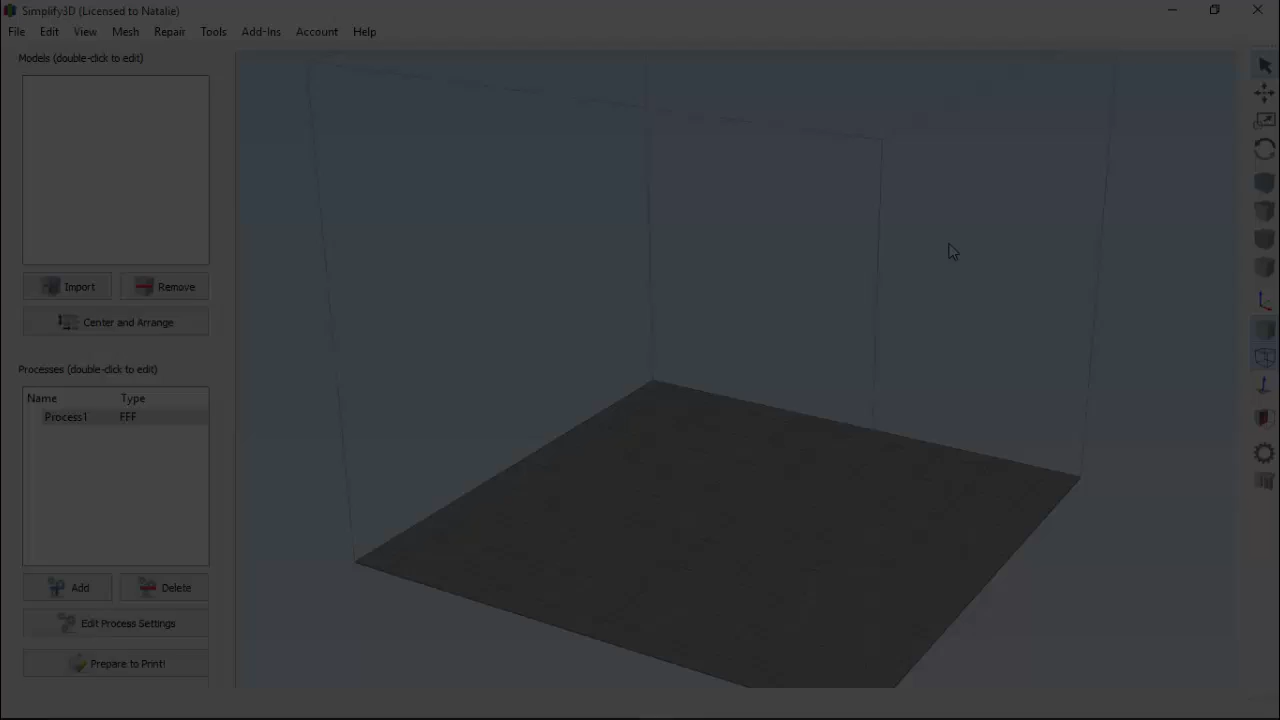 Simplify3D (Licensed to Natalie)
File Edit View Mesh Repair Tools Add-Ins Account Help
Models (double-click to edit)
Import Remove
Center and Arrange
Processes (double-click to edit)
Name Type
Process1 FFF
Add Delete
Edit Process Settings
Prepare to Print!